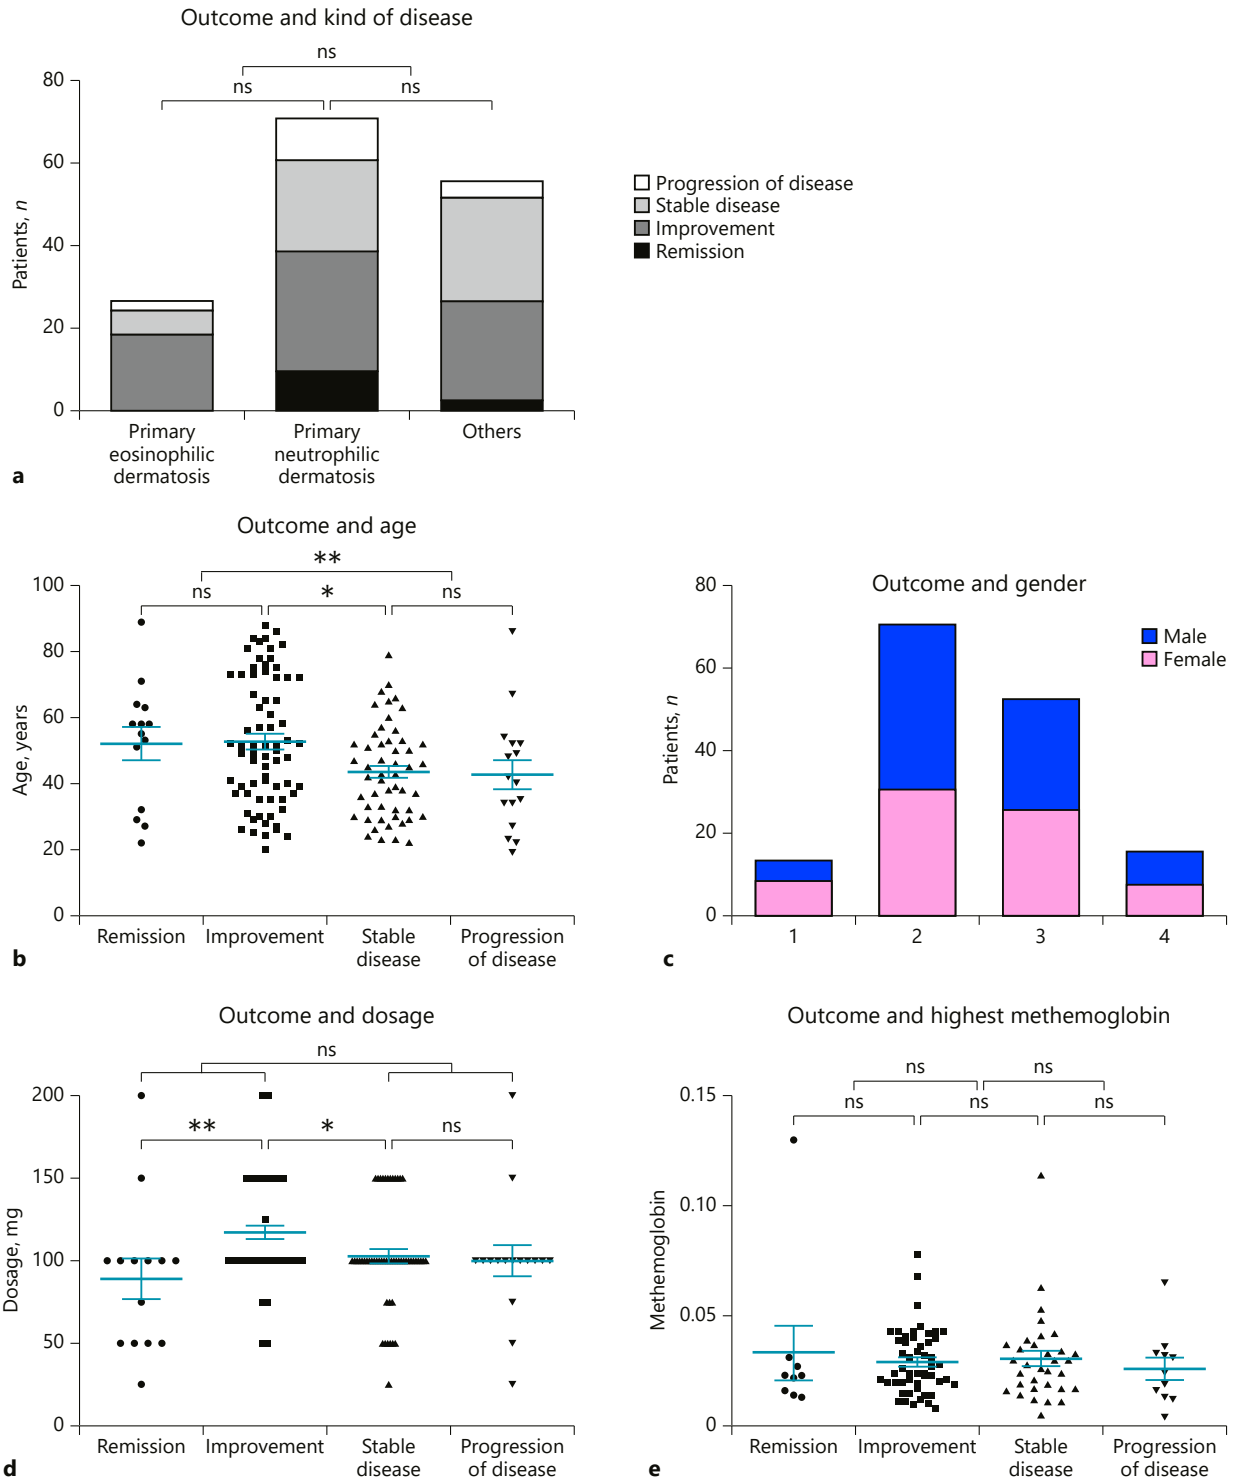 Outcome and kind of disease
ns
ns
ns
80
60
40
20
0
Patients, n
Primary
eosinophilic
dermatosis
Primary
neutrophilic
dermatosis
Others
Progression of disease
Stable disease
Improvement
Remission
a
Outcome and age
**
ns
*
ns
100
80
60
40
20
0
Age, years
Remission
Improvement
Stable
disease
Progression
of disease
b
Outcome and gender
80
60
40
20
0
Patients, n
Male
Female
1
2
3
4
c
Outcome and dosage
ns
**
*
ns
200
150
100
50
0
Dosage, mg
Remission
Improvement
Stable
disease
Progression
of disease
d
Outcome and highest methemoglobin
ns
ns
ns
ns
ns
0.15
0.10
0.05
0
Methemoglobin
Remission
Improvement
Stable
disease
Progression
of disease
e